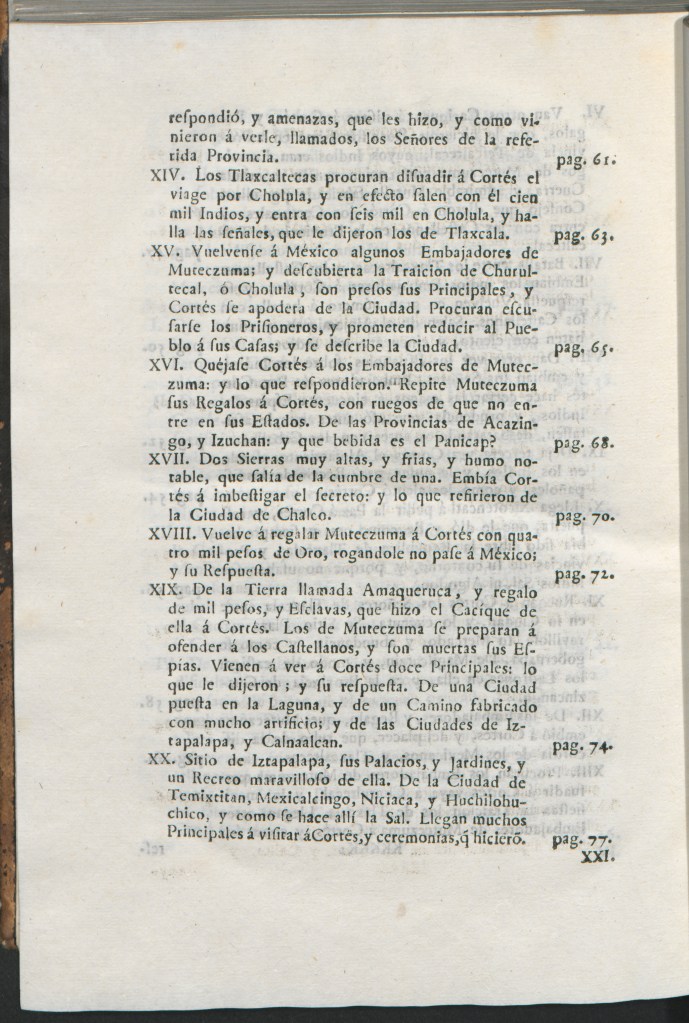 reſpondió, y amenazas, que les hizo, y como vi-
nieron á verle, llamados, los Señores de la refe-
rida Provincia. pag. 61.
XIV. Los Tlaxcaltecas procuran diſuadir á Cortés el
viage por Cholula, y en efecto ſalen con él cien
mil Indios, y entra con ſeis mil en Cholula, y ha-
lla las ſeñales, que le dijeron los de Tlaxcala. pag. 63.
XV. Vuelvenſe á México algunos Embajadores de
Muteczuma; y deſcubierta la Traicion de Churul-
tecal, ó Cholula, ſon preſos ſus Principales, y
Cortés ſe apodera de la Ciudad. Procuran eſcu-
ſarſe los Priſioneros, y prometen reducir al Pue-
blo á ſus Caſas; y ſe deſcribe la Ciudad. pag. 65.
XVI. Quéjaſe Cortés á los Embajadores de Mutec-
zuma: y lo que reſpondieron. Repite Muteczuma
ſus Regalos á Cortés, con ruegos de que no en-
tre en ſus Eſtados. De las Provincias de Acazin-
go, y Izuchan: y que bebida es el Panicap? pag. 68.
XVII. Dos Sierras muy altas, y frias, y humo no-
table, que ſalía de la cumbre de una. Embía Cor-
tés á imbeſtigar el ſecreto: y lo que refirieron de
la Ciudad de Chalco. pag. 70.
XVIII. Vuelve á regalar Muteczuma á Cortés con qua-
tro mil peſos de Oro, rogandole no paſe á México;
y ſu Reſpueſta. pag. 72.
XIX. De la Tierra llamada Amaqueruca, y regalo
de mil peſos, y Eſclavas, que hizo el Cacíque de
ella á Cortés. Los de Muteczuma ſe preparan á
ofender á los Caſtellanos, y ſon muertas ſus Eſ-
pias. Vienen á ver á Cortés doce Principales: lo
que le dijeron; y ſu reſpueſta. De una Ciudad
pueſta en la Laguna, y de un Camino fabricado
con mucho artificio; y de las Ciudades de Iz-
tapalapa, y Calnaalcan. pag. 74.
XX. Sitio de Iztapalapa, ſus Palacios, y Jardines, y
un Recreo maravilloſo de ella. De la Ciudad de
Temixtitan, Mexicalcingo, Niciaca, y Huchilohu-
chico, y como ſe hace allí la Sal. Llegan muchos
Principales á viſitar á Cortés, y ceremonias, q̃ hicierõ. pag. 77.
XXI.